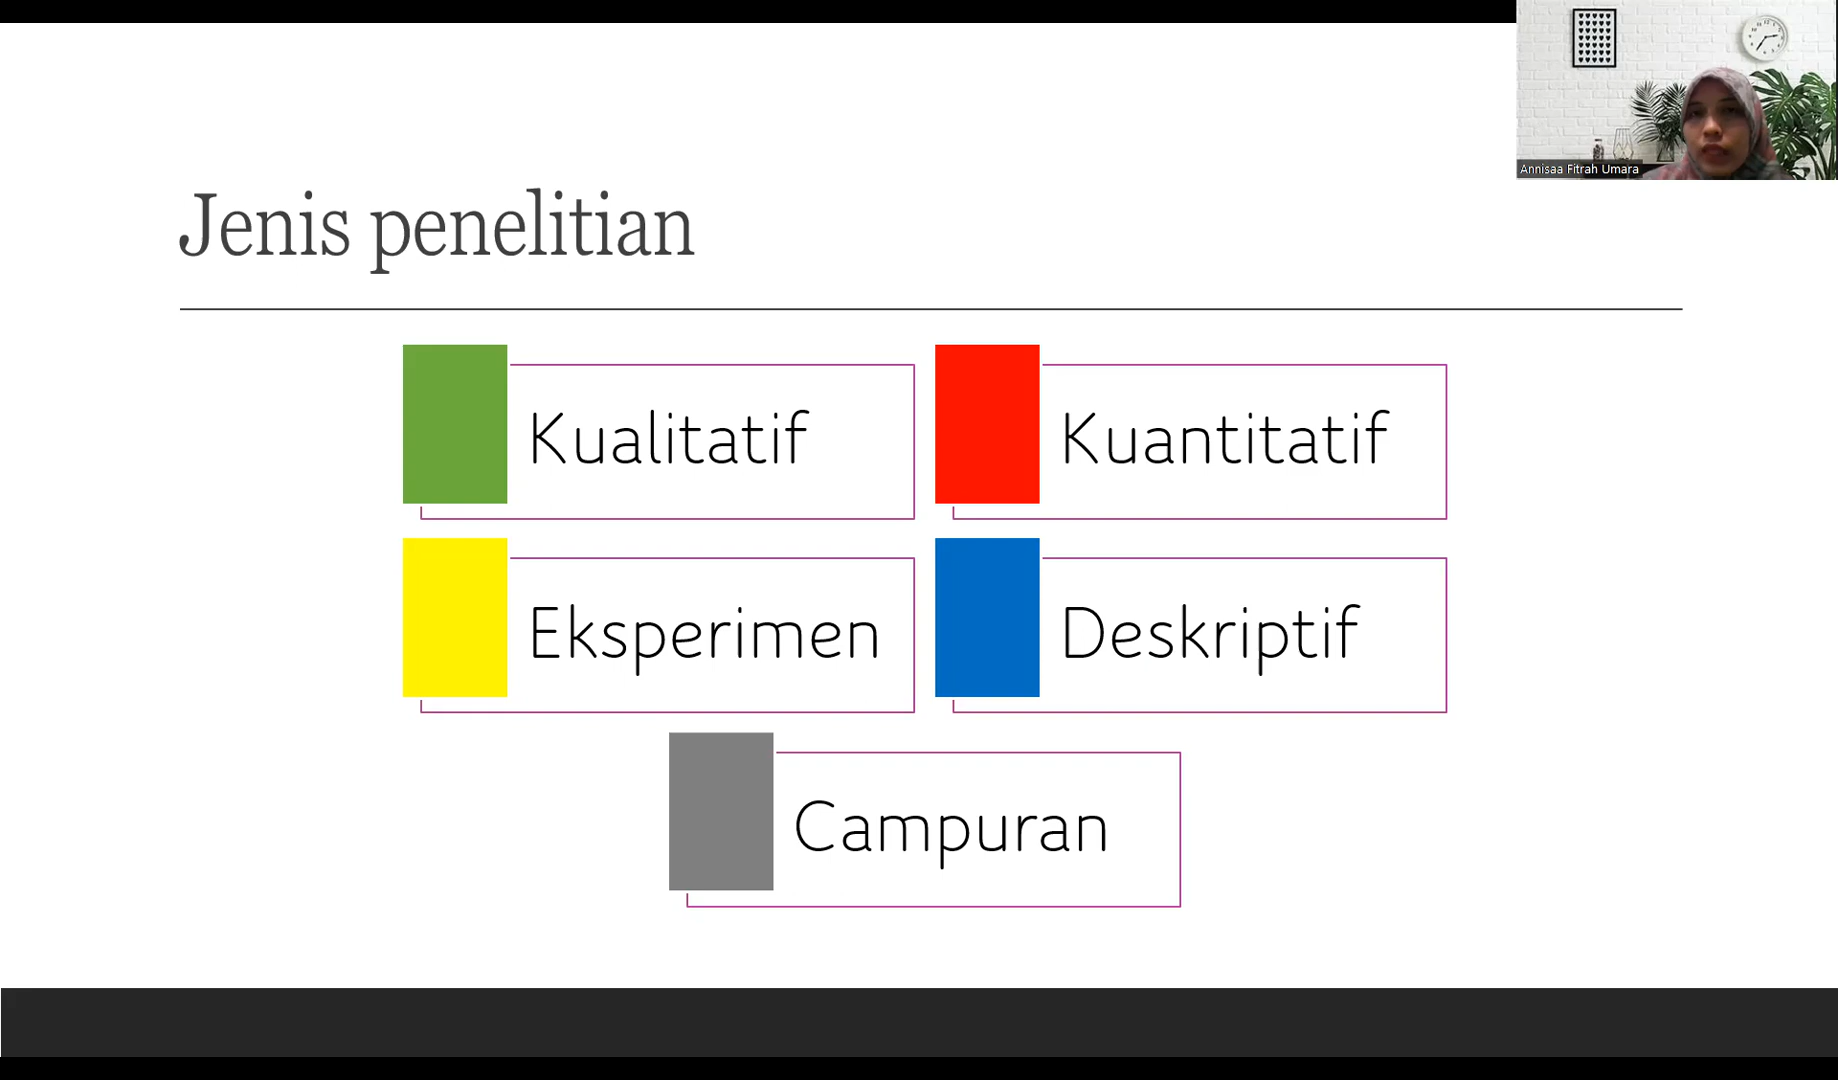 Annisaa Fitrah Umara
Jenis penelitian
Kualitatif
Kuantitatif
Eksperimen
Deskriptif
Campuran